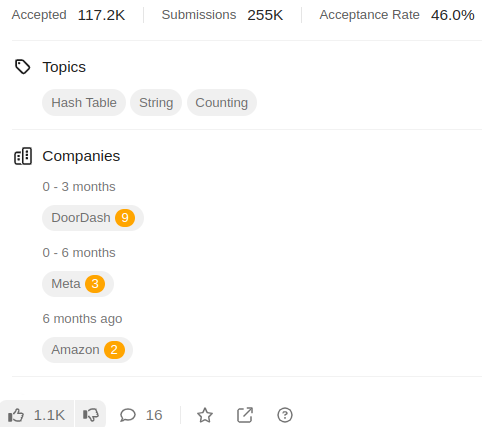 Accepted 117.2K Submissions 255K Acceptance Rate 46.0%
Topics
Hash Table String Counting
Companies
0 - 3 months
DoorDash 9
0 - 6 months
Meta 3
6 months ago
Amazon 2
1.1K 16